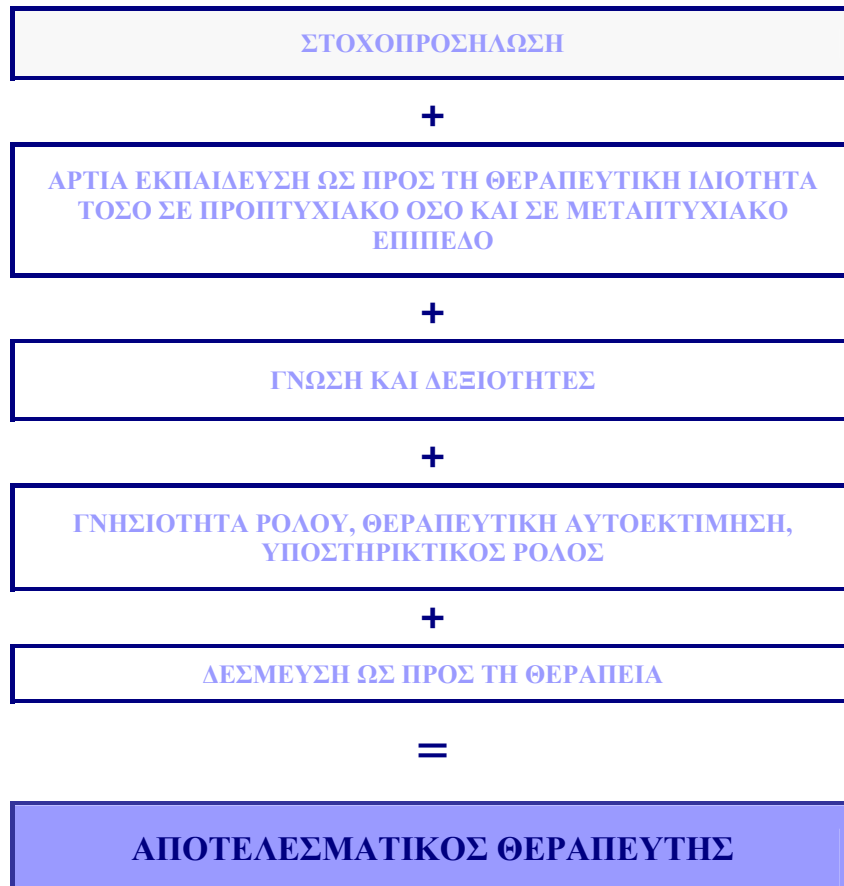 ΣΤΟΧΟΠΡΟΣΗΛΩΣΗ
+
ΑΡΤΙΑ ΕΚΠΑΙΔΕΥΣΗ ΩΣ ΠΡΟΣ ΤΗ ΘΕΡΑΠΕΥΤΙΚΗ ΙΔΙΟΤΗΤΑ
ΤΟΣΟ ΣΕ ΠΡΟΠΤΥΧΙΑΚΟ ΟΣΟ ΚΑΙ ΣΕ ΜΕΤΑΠΤΥΧΙΑΚΟ
ΕΠΙΠΕΔΟ
+
ΓΝΩΣΗ ΚΑΙ ΔΕΞΙΟΤΗΤΕΣ
+
ΓΝΗΣΙΟΤΗΤΑ ΡΟΛΟΥ, ΘΕΡΑΠΕΥΤΙΚΗ ΑΥΤΟΕΚΤΙΜΗΣΗ,
ΥΠΟΣΤΗΡΙΚΤΙΚΟΣ ΡΟΛΟΣ
+
ΔΕΣΜΕΥΣΗ ΩΣ ΠΡΟΣ ΤΗ ΘΕΡΑΠΕΙΑ
=
ΑΠΟΤΕΛΕΣΜΑΤΙΚΟΣ ΘΕΡΑΠΕΥΤΗΣ